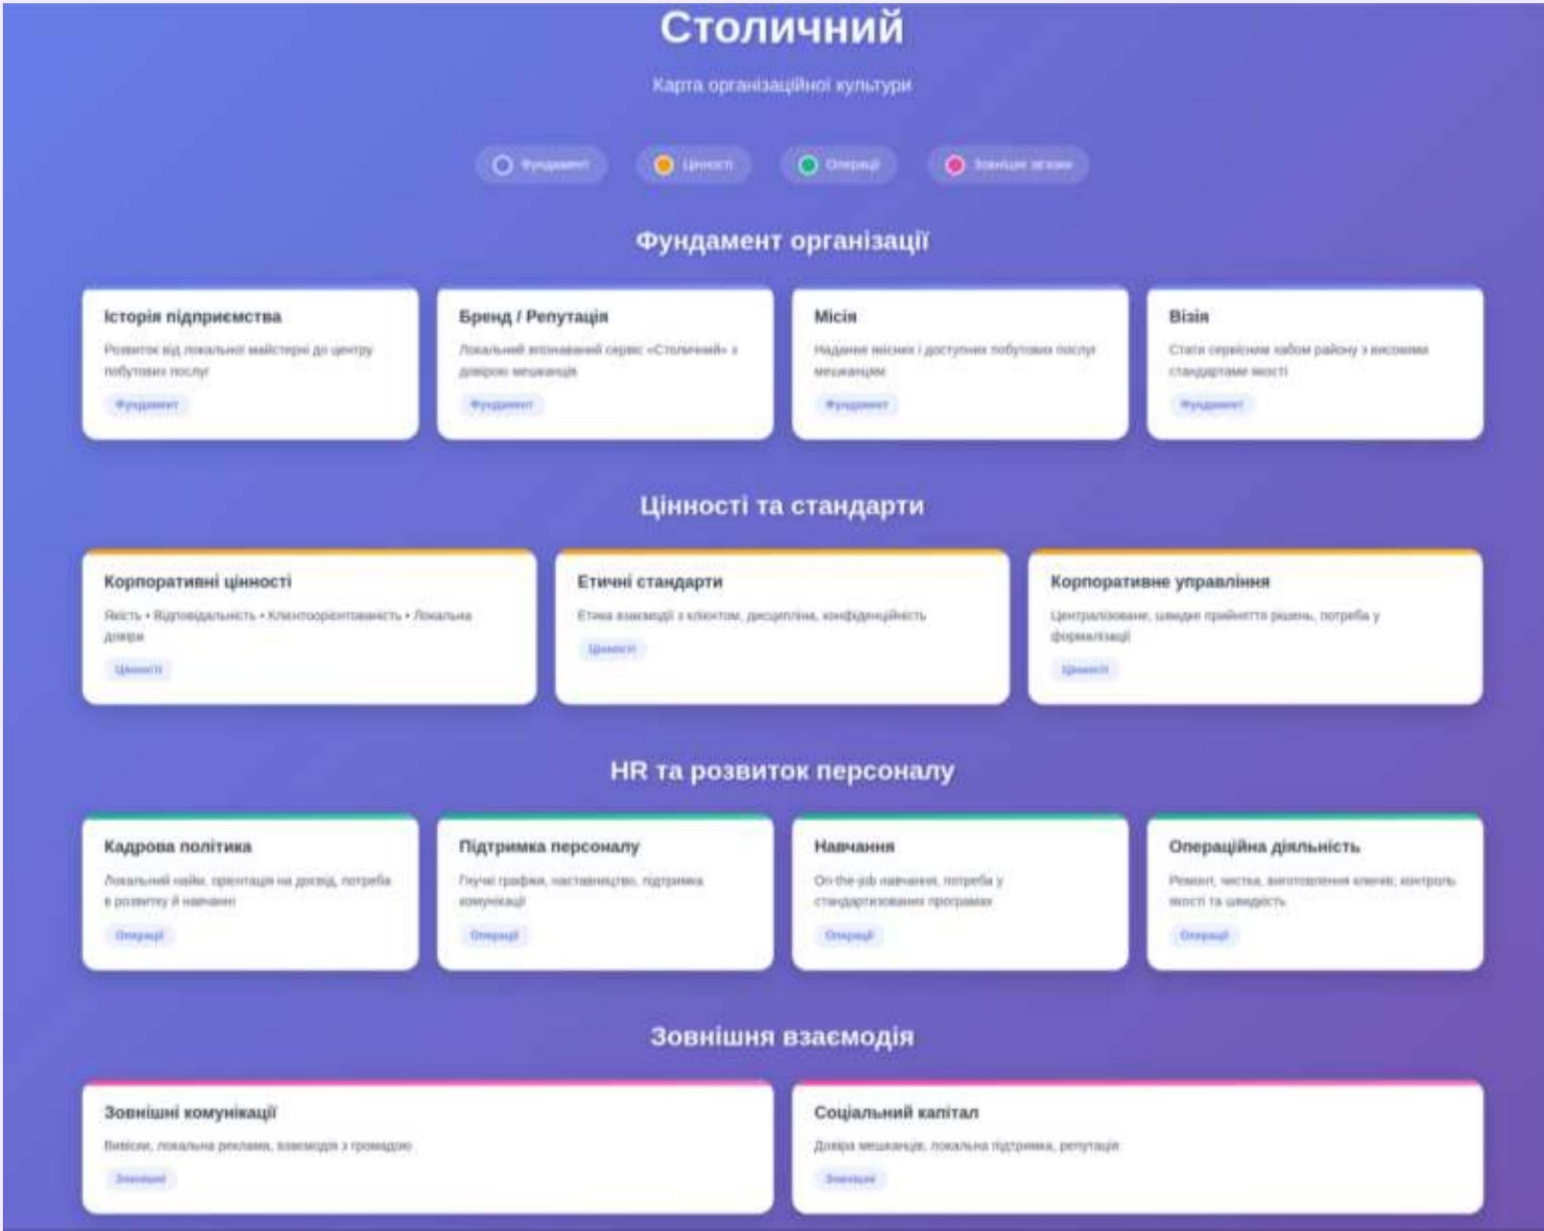 Столичний
Карта організаційної культури
Фундамент
Цінності
Операції
Зовнішні зв'язки
Фундамент організації
Історія підприємства
Розвиток від локальної майстерні до центру
побутових послуг
Фундамент
Бренд / Репутація
Локальний впізнаваний сервіс «Столичний» з
довірою мешканців
Фундамент
Місія
Надання якісних і доступних побутових послуг
мешканцям
Фундамент
Візія
Стати сервісним хабом району з високими
стандартами якості
Фундамент
Цінності та стандарти
Корпоративні цінності
Якість • Відповідальність • Клієнтоорієнтованість • Локальна
довіра
Цінності
Етичні стандарти
Етика взаємодії з клієнтом, дисципліна, конфіденційність
Цінності
Корпоративне управління
Централізоване, швидке прийняття рішень, потреба у
формалізації
Цінності
HR та розвиток персоналу
Кадрова політика
Локальний найм, орієнтація на досвід, потреба
в розвитку й навчанні
Операції
Підтримка персоналу
Гнучкі графіки, наставництво, підтримка
комунікації
Операції
Навчання
On-the-job навчання, потреба у
стандартизованих програмах
Операції
Операційна діяльність
Ремонт, чистка, виготовлення ключів; контроль
якості та швидкість
Операції
Зовнішня взаємодія
Зовнішні комунікації
Вивіски, локальна реклама, взаємодія з громадою
Зовнішні
Соціальний капітал
Довіра мешканців, локальна підтримка, репутація
Зовнішні